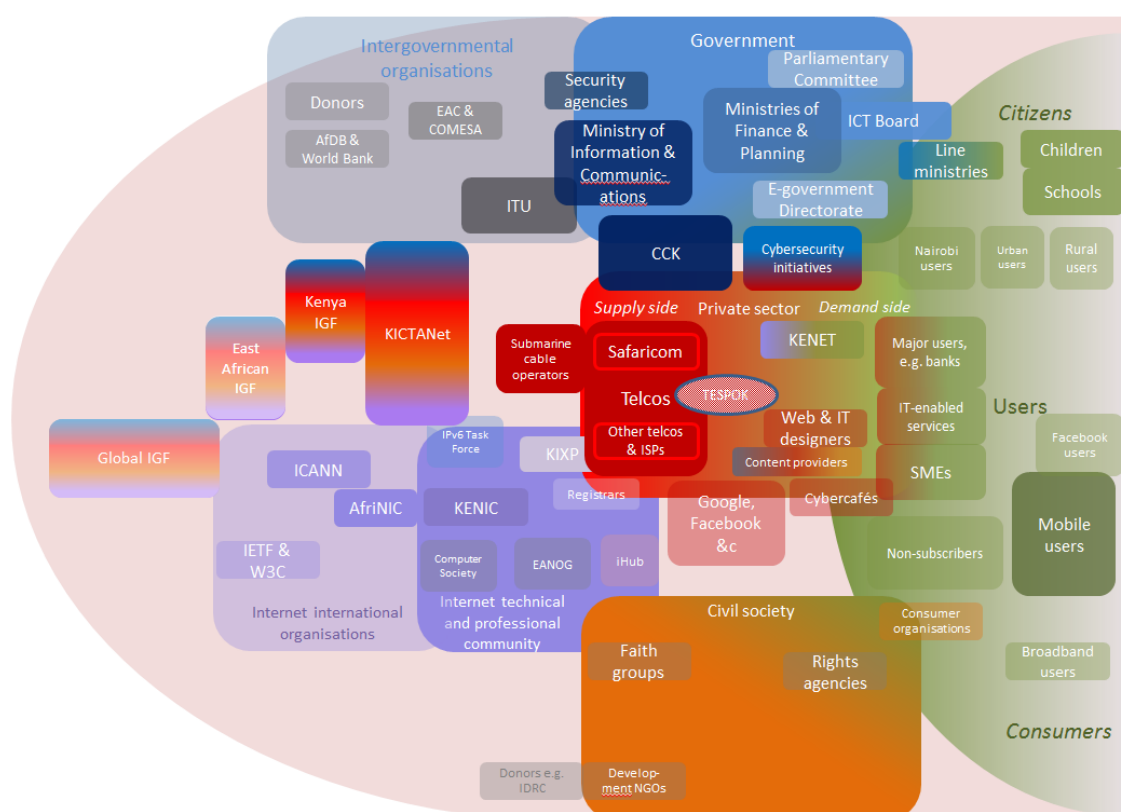 Intergovernmental
organisations
Donors
EAC &
COMESA
AfDB &
World Bank
ITU
Government
Parliamentary
Committee
Security
agencies
Ministries of
Finance &
Planning
ICT Board
Ministry of
Information &
Communic-
ations
E-government
Directorate
Line
ministries
CCK
Cybersecurity
initiatives
Citizens
Children
Schools
Nairobi
users
Urban
users
Rural
users
Kenya
IGF
KICTANet
East
African
IGF
Global IGF
Supply side
Private sector
Demand side
Submarine
cable
operators
Safaricom
Telcos
TESPOK
Other telcos
& ISPs
KENET
Web & IT
designers
Content providers
Major users,
e.g. banks
IT-enabled
services
SMEs
Google,
Facebook
&c
Cybercafés
Users
Facebook
users
Mobile
users
Non-subscribers
Consumer
organisations
Broadband
users
Consumers
ICANN
AfriNIC
IETF &
W3C
Internet international
organisations
IPv6 Task
Force
KIXP
KENIC
Registrars
Computer
Society
EANOG
iHub
Internet technical
and professional
community
Civil society
Faith
groups
Rights
agencies
Donors e.g.
IDRC
Develop-
ment NGOs